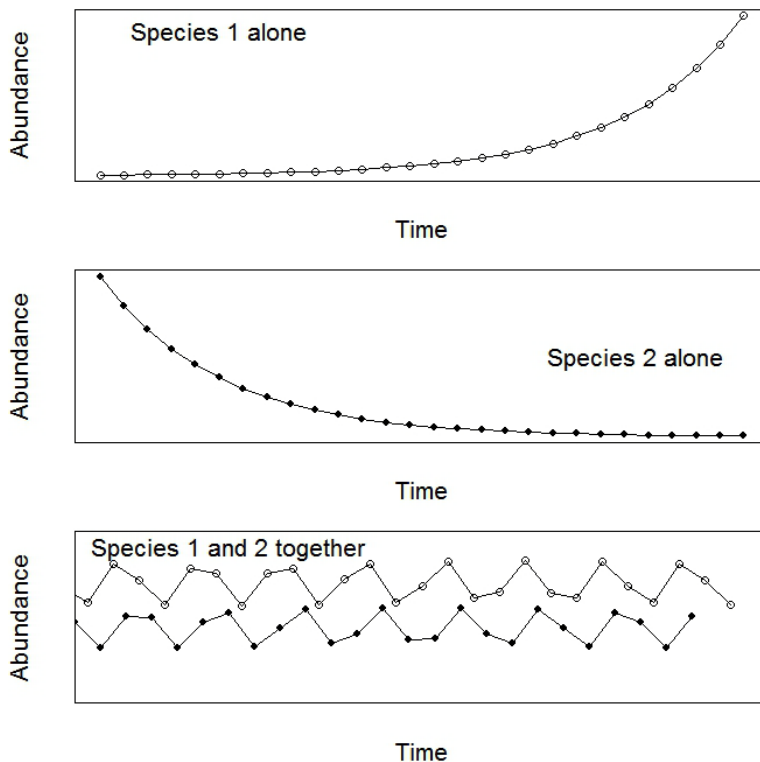 Species 1 alone
Abundance
Time
Species 2 alone
Abundance
Time
Species 1 and 2 together
Abundance
Time